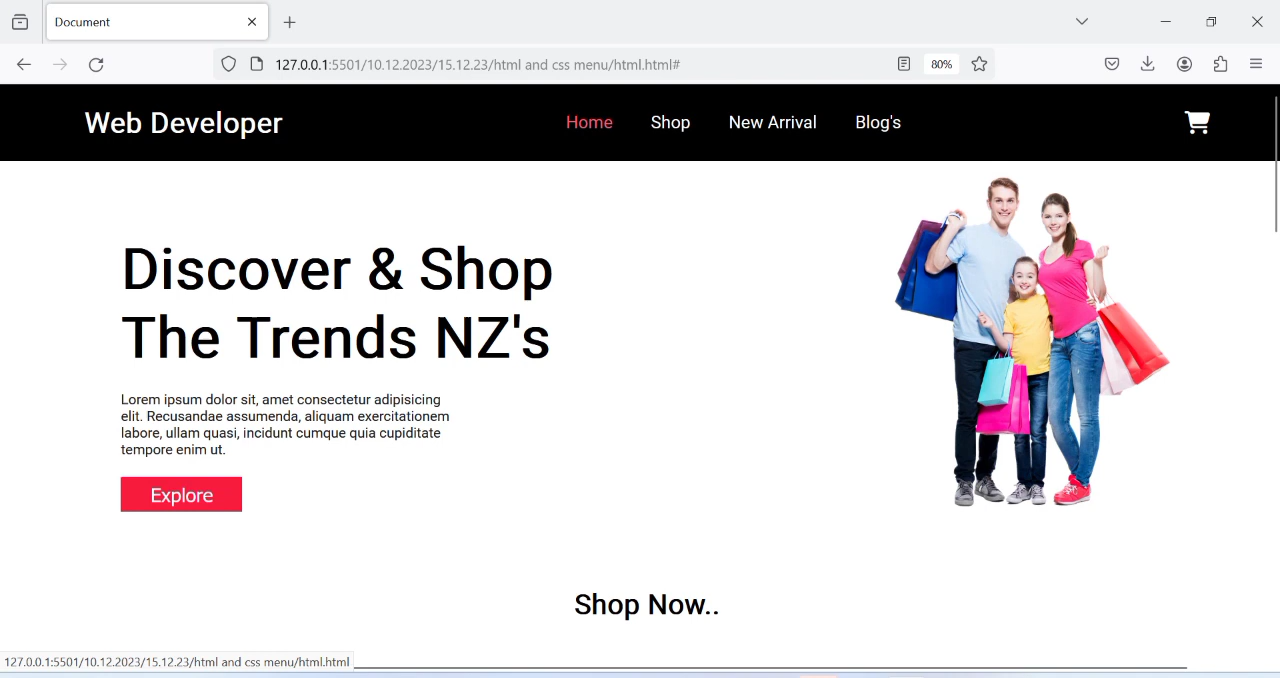 Document
127.0.0.1:5501/10.12.2023/15.12.23/html and css menu/html.html#
80%
Web Developer
Home Shop New Arrival Blog's
Discover & Shop
The Trends NZ's
Lorem ipsum dolor sit, amet consectetur adipisicing
elit. Recusandae assumenda, aliquam exercitationem
labore, ullam quasi, incidunt cumque quia cupiditate
tempore enim ut.
Explore
Shop Now..
127.0.0.1:5501/10.12.2023/15.12.23/html and css menu/html.html